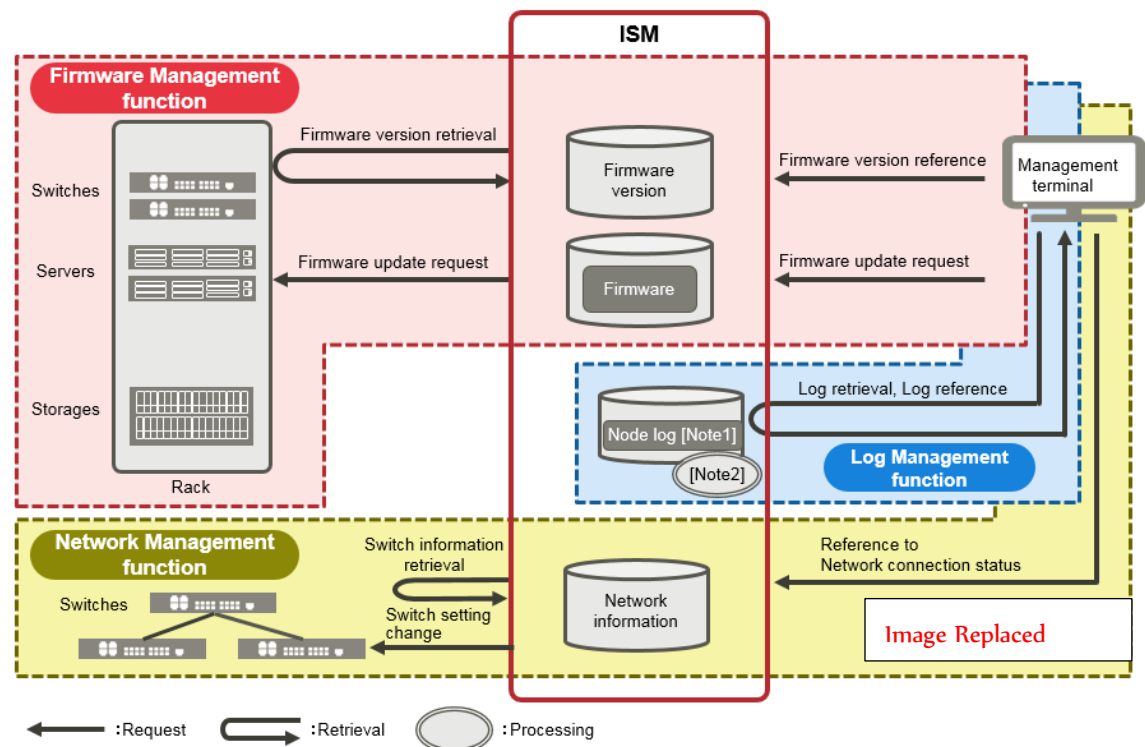 ISM
Firmware Management
function
Firmware version retrieval
Firmware
version
Firmware version reference
Management
terminal
Switches
Servers
Firmware update request
Firmware
Firmware update request
Storages
Rack
Log retrieval, Log reference
Node log [Note1]
[Note2]
Log Management
function
Network Management
function
Switch information
retrieval
Reference to
Network connection status
Switches
Network
information
Switch setting
change
Image Replaced
:Request
:Retrieval
:Processing